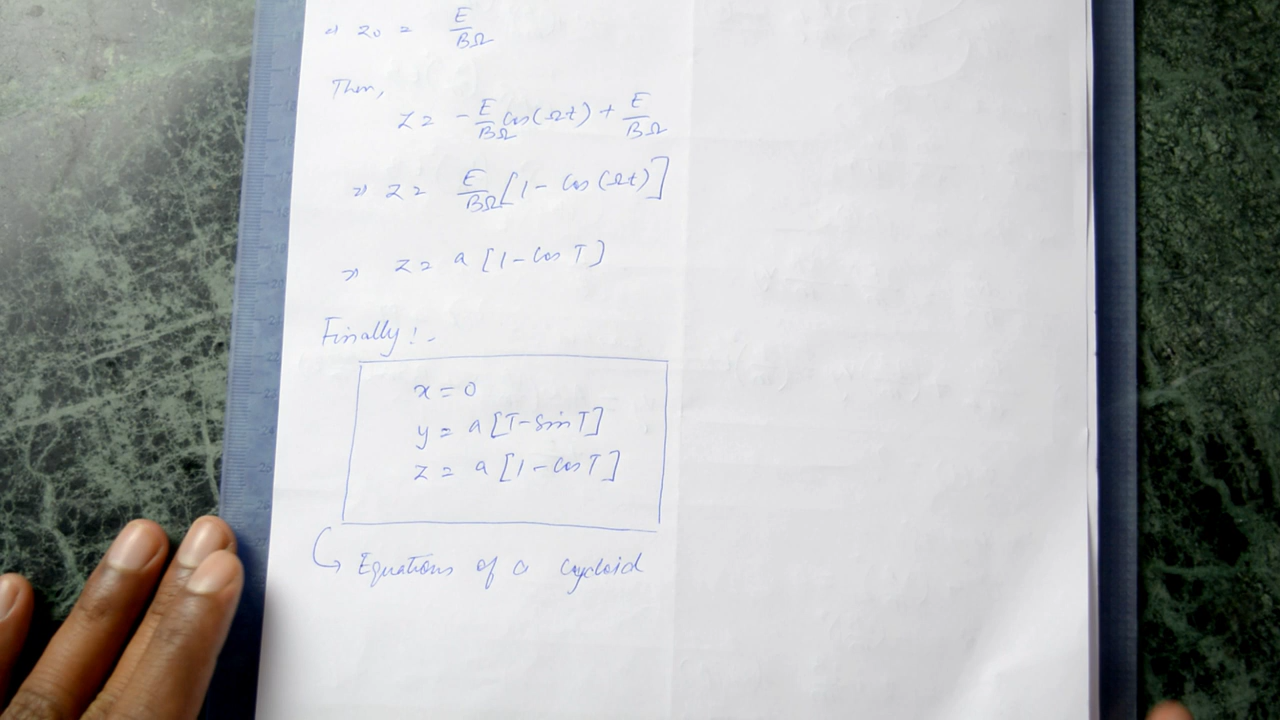 ⇒ z₀ = E/BΩ
Then,
z = -E/BΩ cos(Ωt) + E/BΩ
⇒ z = E/BΩ [1 - cos(Ωt)]
⇒ z = a [1 - cos T]
Finally :-
x = 0
y = a [T - sin T]
z = a [1 - cos T]
↳ Equations of a cycloid